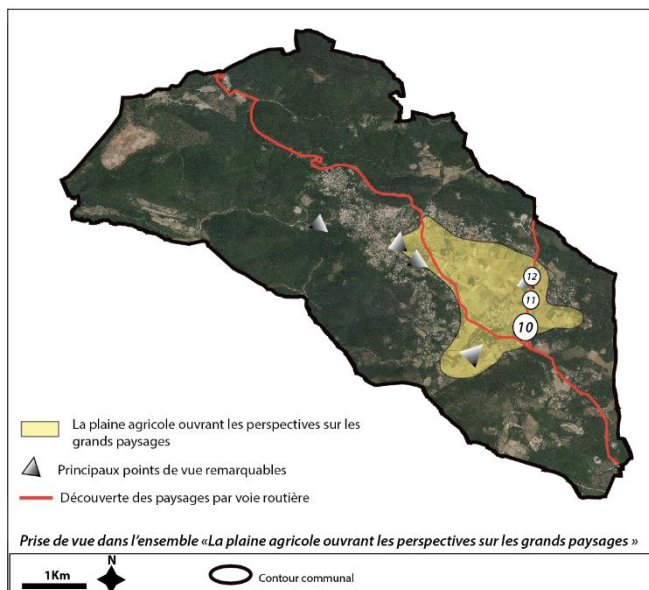 12
11
10
La plaine agricole ouvrant les perspectives sur les
grands paysages
Principaux points de vue remarquables
Découverte des paysages par voie routière
Prise de vue dans l'ensemble «La plaine agricole ouvrant les perspectives sur les grands paysages »
N
1Km
Contour communal